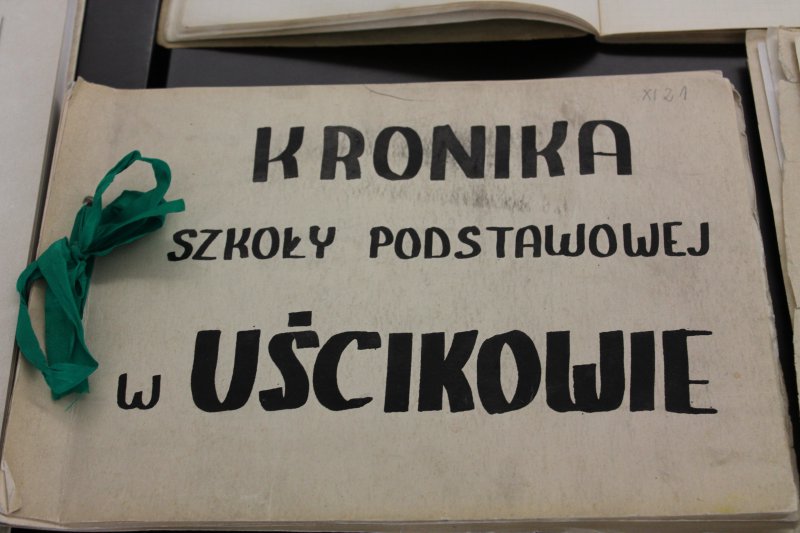 KRONIKA
SZKOŁY PODSTAWOWEJ
w UŚCIKOWIE